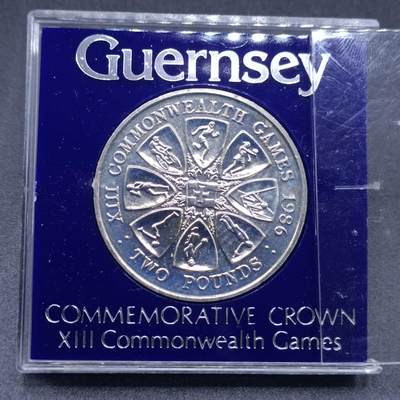 Guernsey
XIII COMMONWEALTH GAMES 1986
· TWO POUNDS ·
COMMEMORATIVE CROWN
XIII Commonwealth Games